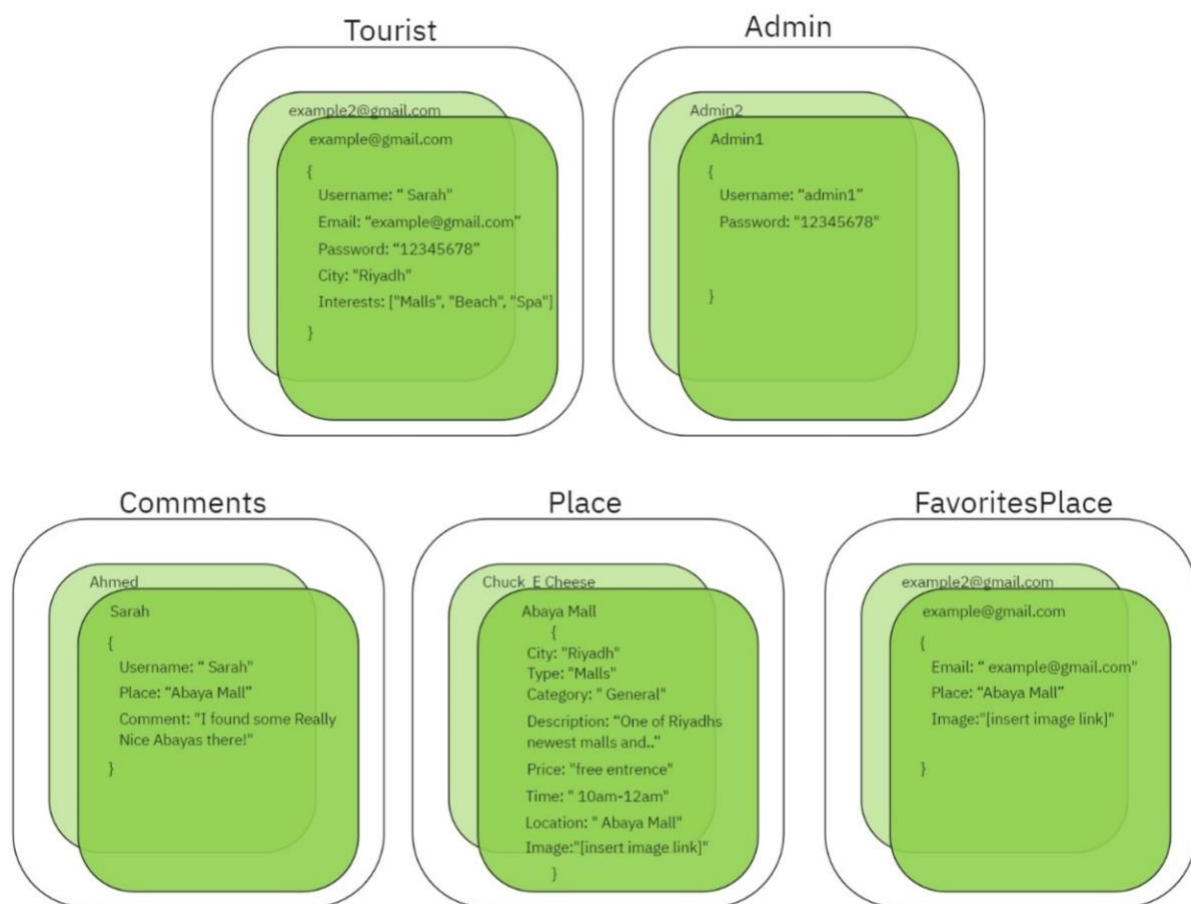 Tourist
example2@gmail.com
example@gmail.com
{
Username: “ Sarah"
Email: “example@gmail.com”
Password: “12345678”
City: "Riyadh"
Interests: ["Malls", "Beach", "Spa"]
}
Admin
Admin2
Admin1
{
Username: “admin1”
Password: "12345678"
}
Comments
Ahmed
Sarah
{
Username: “ Sarah"
Place: “Abaya Mall”
Comment: "I found some Really
Nice Abayas there!"
}
Place
Chuck E Cheese
Abaya Mall
{
City: "Riyadh"
Type: "Malls"
Category: " General"
Description: “One of Riyadhs
newest malls and..”
Price: "free entrence"
Time: " 10am-12am"
Location: " Abaya Mall"
Image:"[insert image link]"
}
FavoritesPlace
example2@gmail.com
example@gmail.com
{
Email: “ example@gmail.com"
Place: “Abaya Mall”
Image:"[insert image link]"
}